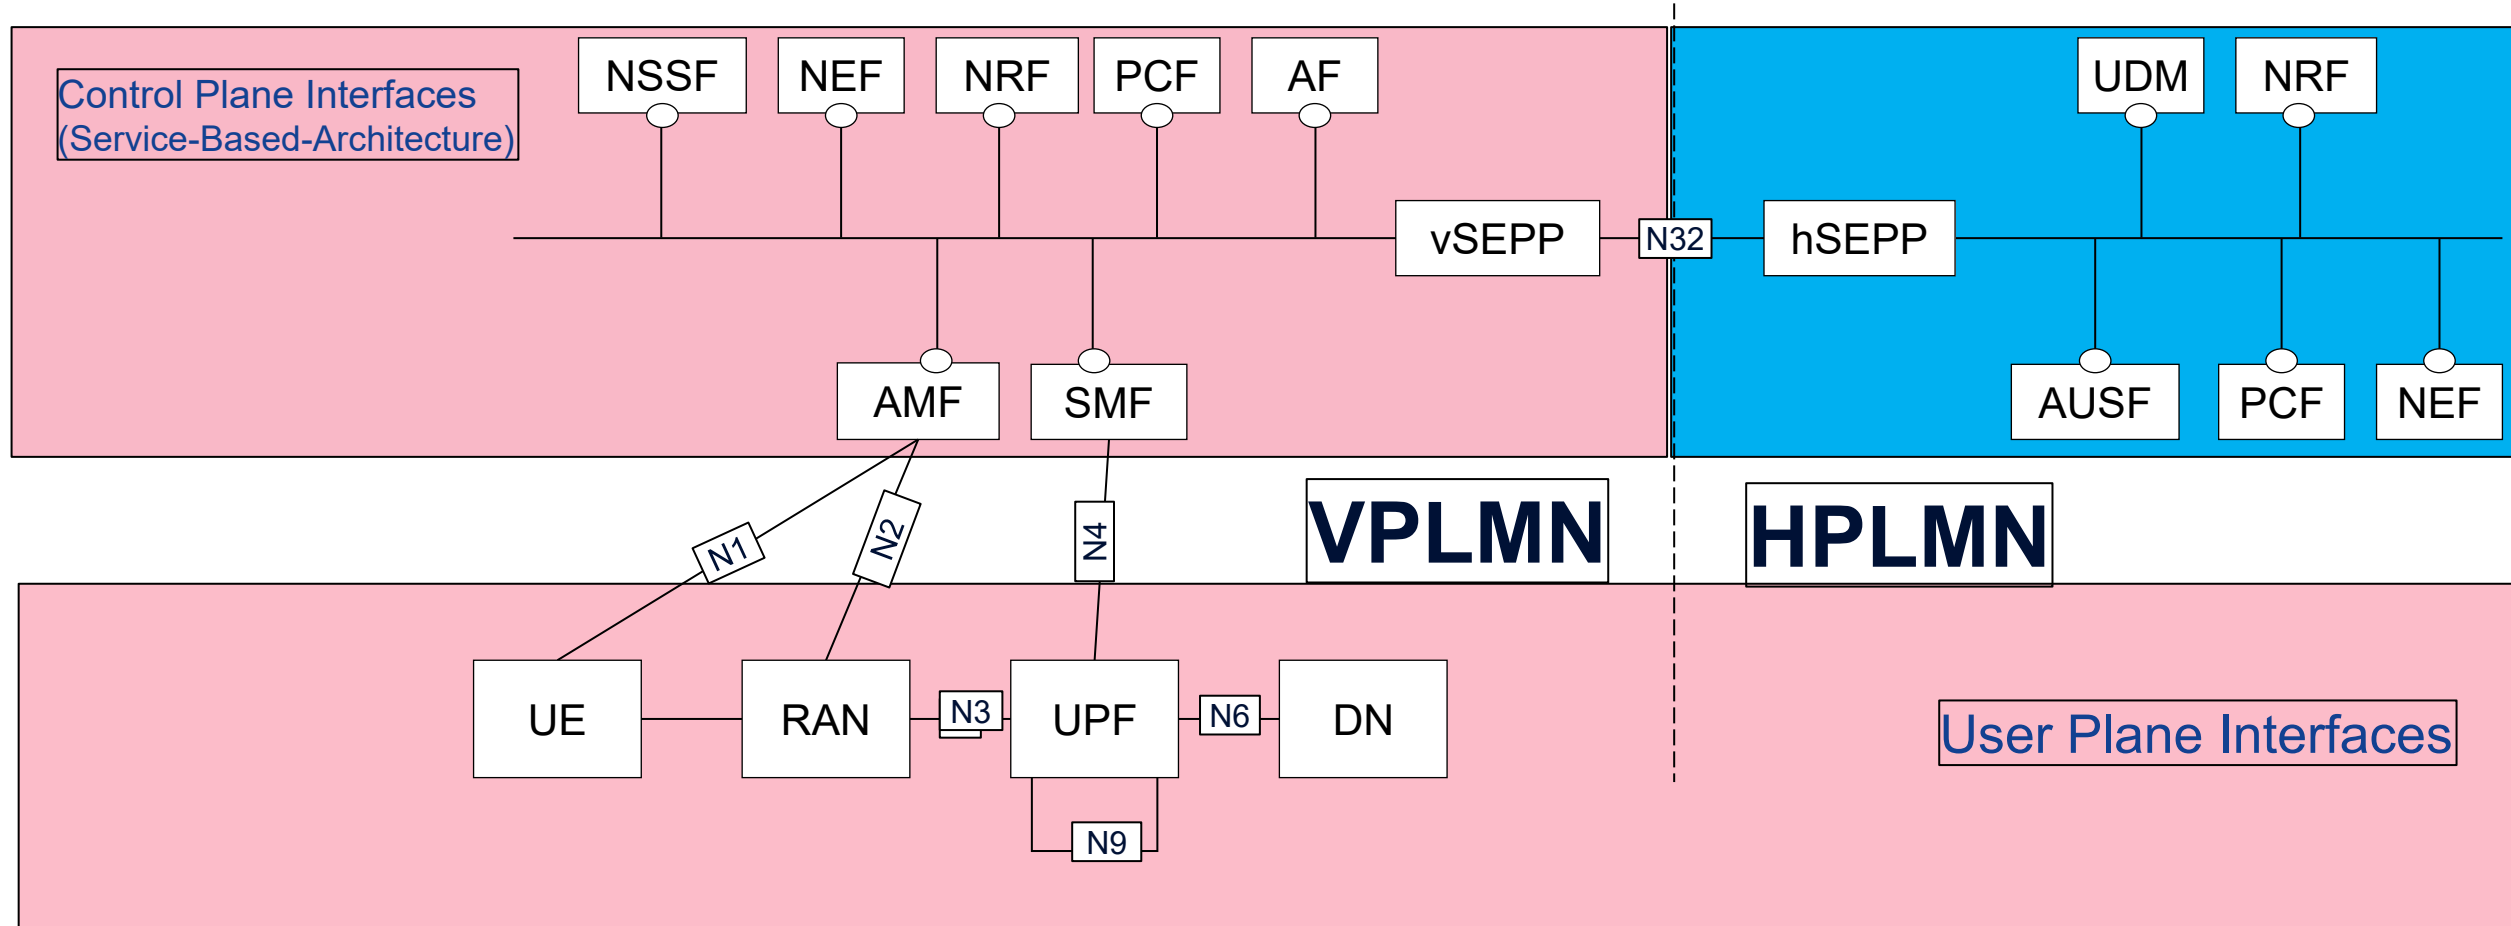 NSSF
NEF
NRF
PCF
AF
UDM
NRF
Control Plane Interfaces
(Service-Based-Architecture)
vSEPP
N32
hSEPP
AMF
SMF
AUSF
PCF
NEF
N1
N2
N4
VPLMN
HPLMN
UE
RAN
N3
UPF
N6
DN
User Plane Interfaces
N9